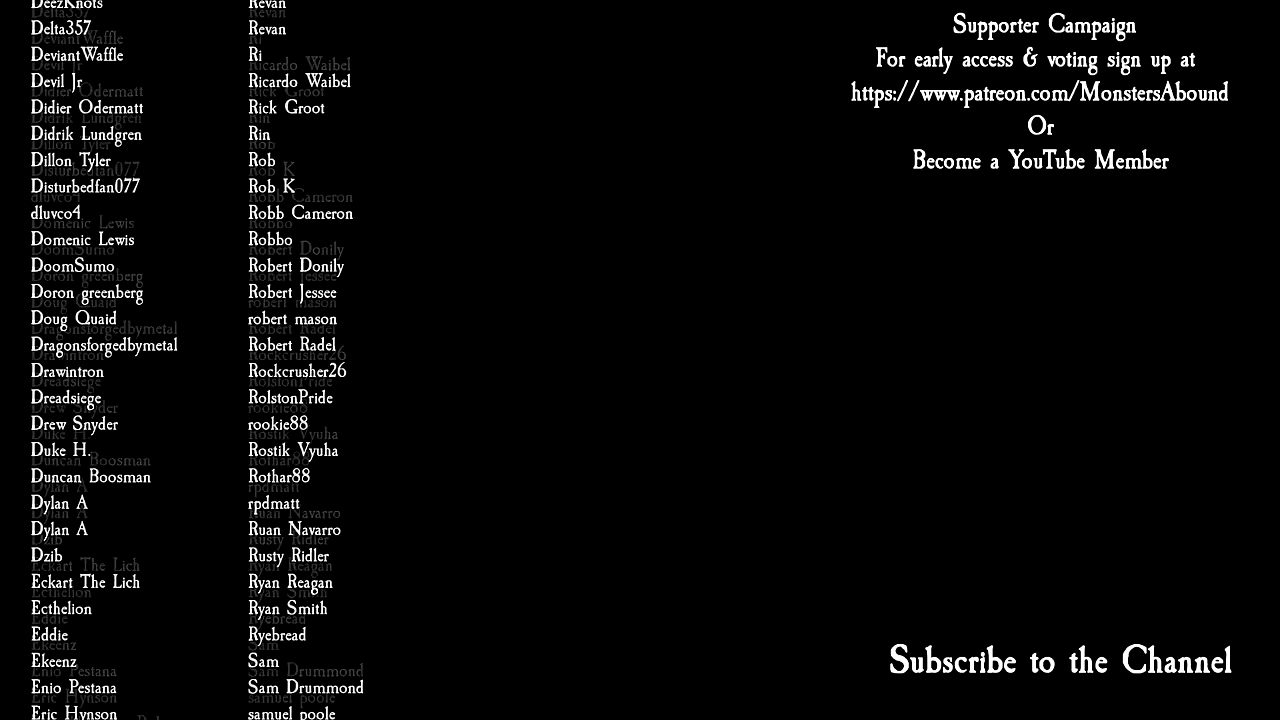 DeezKnots
Delta357
DeviantWaffle
Devil Jr
Didier Odermatt
Didrik Lundgren
Dillon Tyler
Disturbedfan077
dluvco4
Domenic Lewis
DoomSumo
Doron greenberg
Doug Quaid
Dragonsforgedbymetal
Drawintron
Dreadsiege
Drew Snyder
Duke H.
Duncan Boosman
Dylan A
Dylan A
Dzib
Eckart The Lich
Ecthelion
Eddie
Ekeenz
Enio Pestana
Eric Hynson
Revan
Revan
Ri
Ricardo Waibel
Rick Groot
Rin
Rob
Rob K
Robb Cameron
Robbo
Robert Donily
Robert Jessee
robert mason
Robert Radel
Rockcrusher26
RolstonPride
rookie88
Rostik Vyuha
Rothar88
rpdmatt
Ruan Navarro
Rusty Ridler
Ryan Reagan
Ryan Smith
Ryebread
Sam
Sam Drummond
samuel poole
Supporter Campaign
For early access & voting sign up at
https://www.patreon.com/MonstersAbound
Or
Become a YouTube Member
Subscribe to the Channel